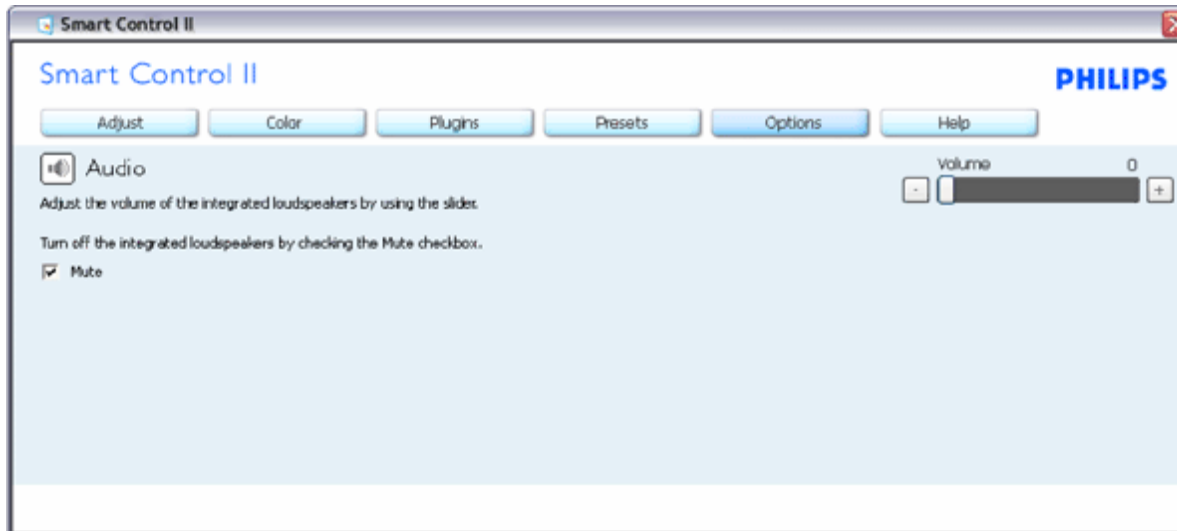 Smart Control II
Smart Control II
PHILIPS
Adjust Color Plugins Presets Options Help
Audio
Volume 0
- +
Adjust the volume of the integrated loudspeakers by using the slider.
Turn off the integrated loudspeakers by checking the Mute checkbox.
Mute